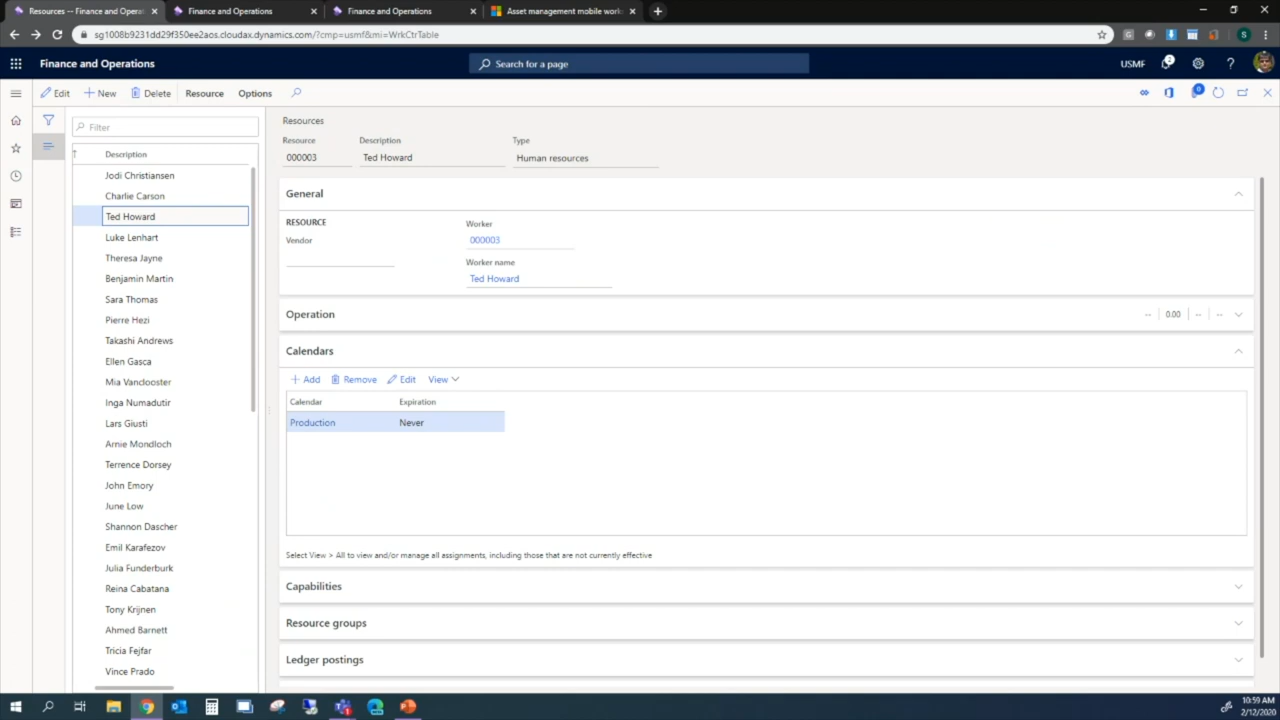 Resources -- Finance and Operat
Finance and Operations
Finance and Operations
Asset management mobile work
sg1008b9231dd29f350ee2aos.cloudax.dynamics.com/?cmp=usmf&mi=WrkCtrTable
S
Finance and Operations
Search for a page
USMF
Edit
New
Delete
Resource
Options
0
Filter
Description
Jodi Christiansen
Charlie Carson
Ted Howard
Luke Lenhart
Theresa Jayne
Benjamin Martin
Sara Thomas
Pierre Hezi
Takashi Andrews
Ellen Gasca
Mia Vanclooster
Inga Numadutir
Lars Giusti
Arnie Mondloch
Terrence Dorsey
John Emory
June Low
Shannon Dascher
Emil Karafezov
Julia Funderburk
Reina Cabatana
Tony Krijnen
Ahmed Barnett
Tricia Fejfar
Vince Prado
Resources
Resource
Description
Type
000003
Ted Howard
Human resources
General
RESOURCE
Vendor
Worker
000003
Worker name
Ted Howard
Operation
-- 0.00 -- --
Calendars
Add
Remove
Edit
View
Calendar
Expiration
Production
Never
Select View > All to view and/or manage all assignments, including those that are not currently effective
Capabilities
Resource groups
Ledger postings
10:59 AM
2/12/2020